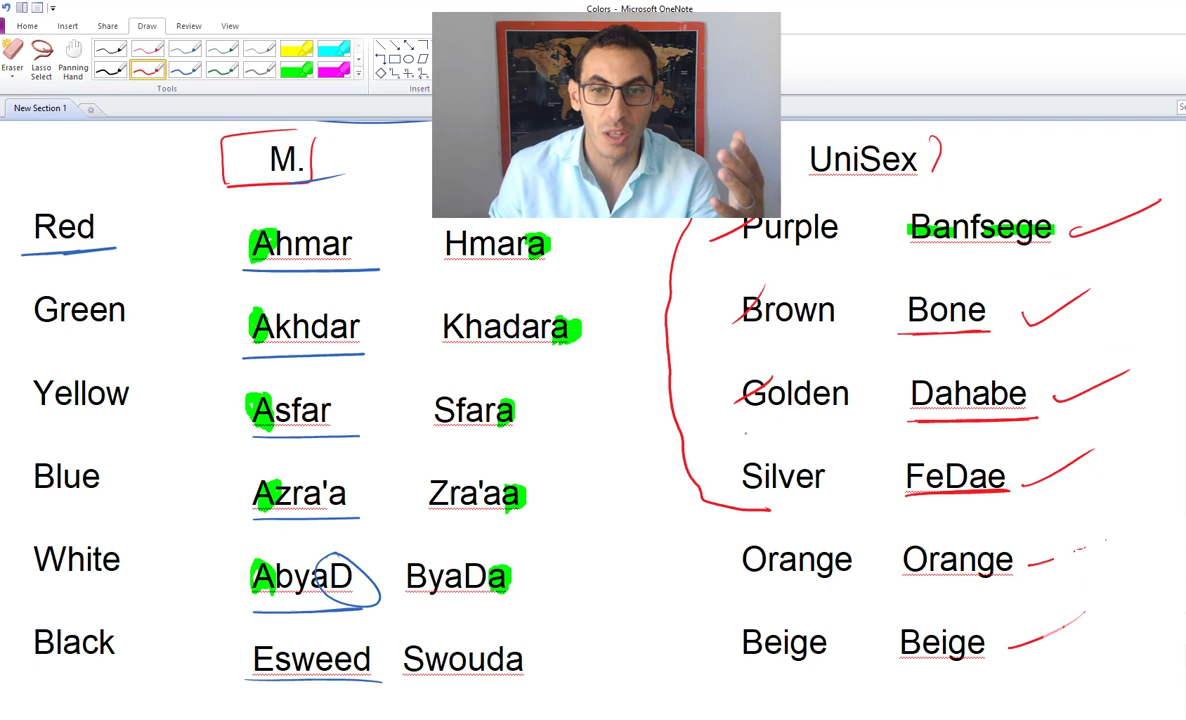 Colors - Microsoft OneNote
Home Insert Share Draw Review View
Eraser
Lasso Select
Panning Hand
Tools
Insert
New Section 1
M.
UniSex
Red Ahmar Hmara
Green Akhdar Khadara
Yellow Asfar Sfara
Blue Azra'a Zra'aa
White AbyaD ByaDa
Black Esweed Swouda
Purple Banfsege
Brown Bone
Golden Dahabe
Silver FeDae
Orange Orange
Beige Beige